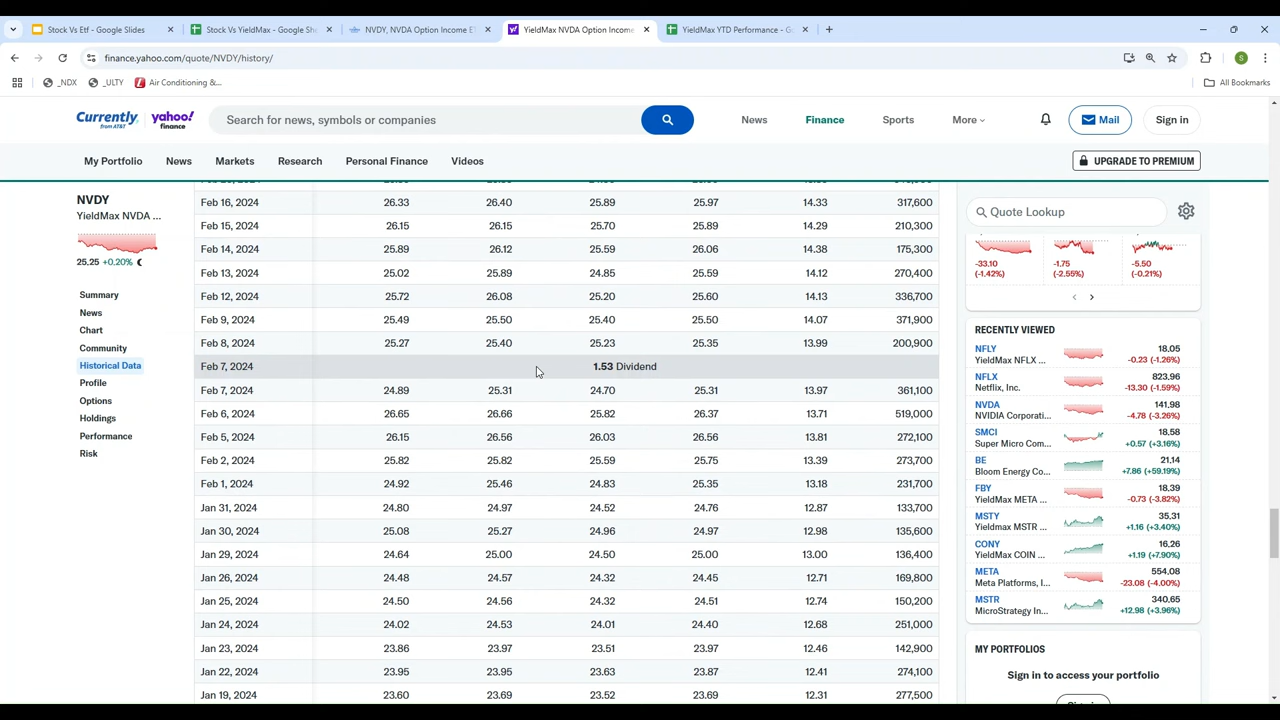 Stock Vs Etf - Google Slides
Stock Vs YieldMax - Google She
NVDY, NVDA Option Income E
YieldMax NVDA Option Income
YieldMax YTD Performance - Go
finance.yahoo.com/quote/NVDY/history/
S
_NDX
_ULTY
Air Conditioning &...
All Bookmarks
Currently
from AT&T
yahoo!
finance
Search for news, symbols or companies
News
Finance
Sports
More
Mail
Sign in
My Portfolio
News
Markets
Research
Personal Finance
Videos
UPGRADE TO PREMIUM
NVDY
YieldMax NVDA ...
25.25 +0.20%
Summary
News
Chart
Community
Historical Data
Profile
Options
Holdings
Performance
Risk
Feb 16, 2024 26.33 26.40 25.89 25.97 14.33 317,600
Feb 15, 2024 26.15 26.15 25.70 25.89 14.29 210,300
Feb 14, 2024 25.89 26.12 25.59 26.06 14.38 175,300
Feb 13, 2024 25.02 25.89 24.85 25.59 14.12 270,400
Feb 12, 2024 25.72 26.08 25.20 25.60 14.13 336,700
Feb 9, 2024 25.49 25.50 25.40 25.50 14.07 371,900
Feb 8, 2024 25.27 25.40 25.23 25.35 13.99 200,900
Feb 7, 2024 1.53 Dividend
Feb 7, 2024 24.89 25.31 24.70 25.31 13.97 361,100
Feb 6, 2024 26.65 26.66 25.82 26.37 13.71 519,000
Feb 5, 2024 26.15 26.56 26.03 26.56 13.81 272,100
Feb 2, 2024 25.82 25.82 25.59 25.75 13.39 273,700
Feb 1, 2024 24.92 25.46 24.83 25.35 13.18 231,700
Jan 31, 2024 24.80 24.97 24.52 24.76 12.87 133,700
Jan 30, 2024 25.08 25.27 24.96 24.97 12.98 135,600
Jan 29, 2024 24.64 25.00 24.50 25.00 13.00 136,400
Jan 26, 2024 24.48 24.57 24.32 24.45 12.71 169,800
Jan 25, 2024 24.50 24.56 24.32 24.51 12.74 150,200
Jan 24, 2024 24.02 24.53 24.01 24.40 12.68 251,000
Jan 23, 2024 23.86 23.97 23.51 23.97 12.46 142,900
Jan 22, 2024 23.95 23.95 23.63 23.87 12.41 274,100
Jan 19, 2024 23.60 23.69 23.52 23.69 12.31 277,500
Quote Lookup
-33.10 -1.75 -5.50
(-1.42%) (-2.55%) (-0.21%)
RECENTLY VIEWED
NFLY 18.05
YieldMax NFLX ... -0.23 (-1.26%)
NFLX 823.96
Netflix, Inc. -13.30 (-1.59%)
NVDA 141.98
NVIDIA Corporati... -4.78 (-3.26%)
SMCI 18.58
Super Micro Com... +0.57 (+3.16%)
BE 21.14
Bloom Energy Co... +7.86 (+59.19%)
FBY 18.39
YieldMax META ... -0.73 (-3.82%)
MSTY 35.31
Yieldmax MSTR ... +1.16 (+3.40%)
CONY 16.26
YieldMax COIN ... +1.19 (+7.90%)
META 554.08
Meta Platforms, I... -23.08 (-4.00%)
MSTR 340.65
MicroStrategy In... +12.98 (+3.96%)
MY PORTFOLIOS
Sign in to access your portfolio